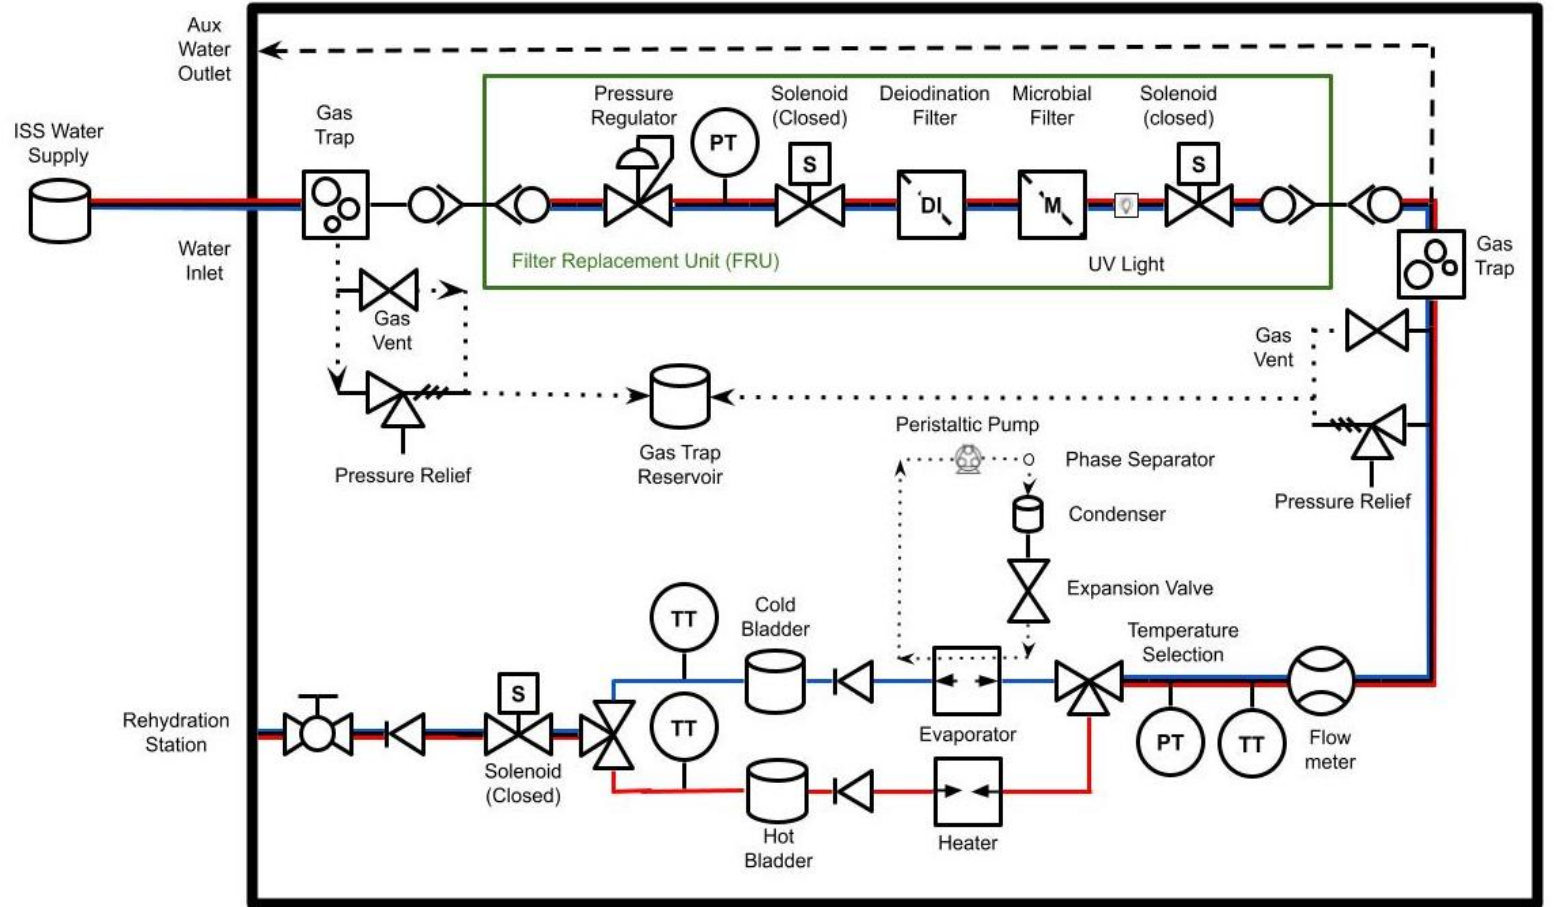 Aux
Water
Outlet
ISS Water
Supply
Gas
Trap
Pressure
Regulator
Solenoid
(Closed)
Deiodination
Filter
Microbial
Filter
Solenoid
(closed)
PT
S
S
DI
M
Water
Inlet
Filter Replacement Unit (FRU)
UV Light
Gas
Trap
Gas
Vent
Gas
Vent
Pressure Relief
Gas Trap
Reservoir
Peristaltic Pump
Phase Separator
Pressure Relief
Condenser
Expansion Valve
TT
Cold
Bladder
Temperature
Selection
S
TT
Rehydration
Station
Evaporator
PT
TT
Flow
meter
Solenoid
(Closed)
Hot
Bladder
Heater